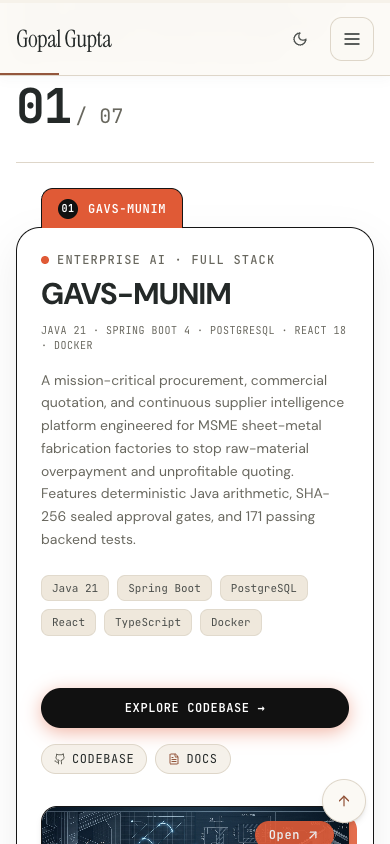 Gopal Gupta
01 / 07
01 GAVS-MUNIM
ENTERPRISE AI · FULL STACK
GAVS-MUNIM
JAVA 21 · SPRING BOOT 4 · POSTGRESQL · REACT 18
· DOCKER
A mission-critical procurement, commercial
quotation, and continuous supplier intelligence
platform engineered for MSME sheet-metal
fabrication factories to stop raw-material
overpayment and unprofitable quoting.
Features deterministic Java arithmetic, SHA-
256 sealed approval gates, and 171 passing
backend tests.
Java 21 Spring Boot PostgreSQL
React TypeScript Docker
EXPLORE CODEBASE →
CODEBASE DOCS
Open ↗